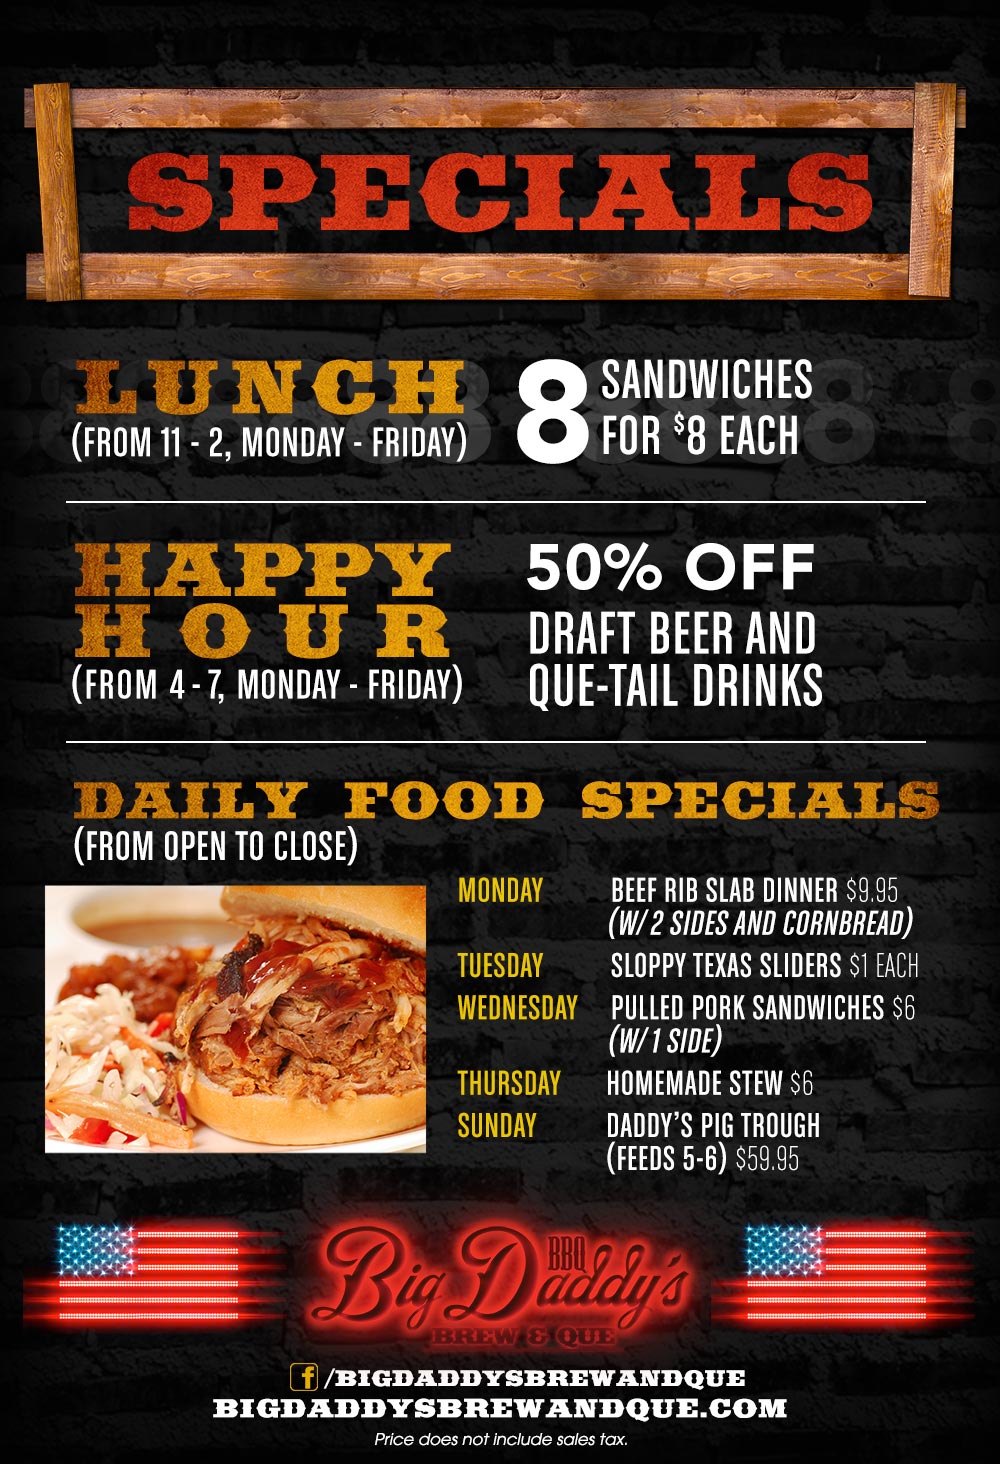 SPECIALS
LUNCH
(FROM 11 - 2, MONDAY - FRIDAY)
8 SANDWICHES
FOR $8 EACH
HAPPY
HOUR
(FROM 4 - 7, MONDAY - FRIDAY)
50% OFF
DRAFT BEER AND
QUE-TAIL DRINKS
DAILY FOOD SPECIALS
(FROM OPEN TO CLOSE)
MONDAY BEEF RIB SLAB DINNER $9.95
(W/ 2 SIDES AND CORNBREAD)
TUESDAY SLOPPY TEXAS SLIDERS $1 EACH
WEDNESDAY PULLED PORK SANDWICHES $6
(W/ 1 SIDE)
THURSDAY HOMEMADE STEW $6
SUNDAY DADDY'S PIG TROUGH
(FEEDS 5-6) $59.95
BBQ
Big Daddy's
BREW & QUE
f /BIGDADDYSBREWANDQUE
BIGDADDYSBREWANDQUE.COM
Price does not include sales tax.